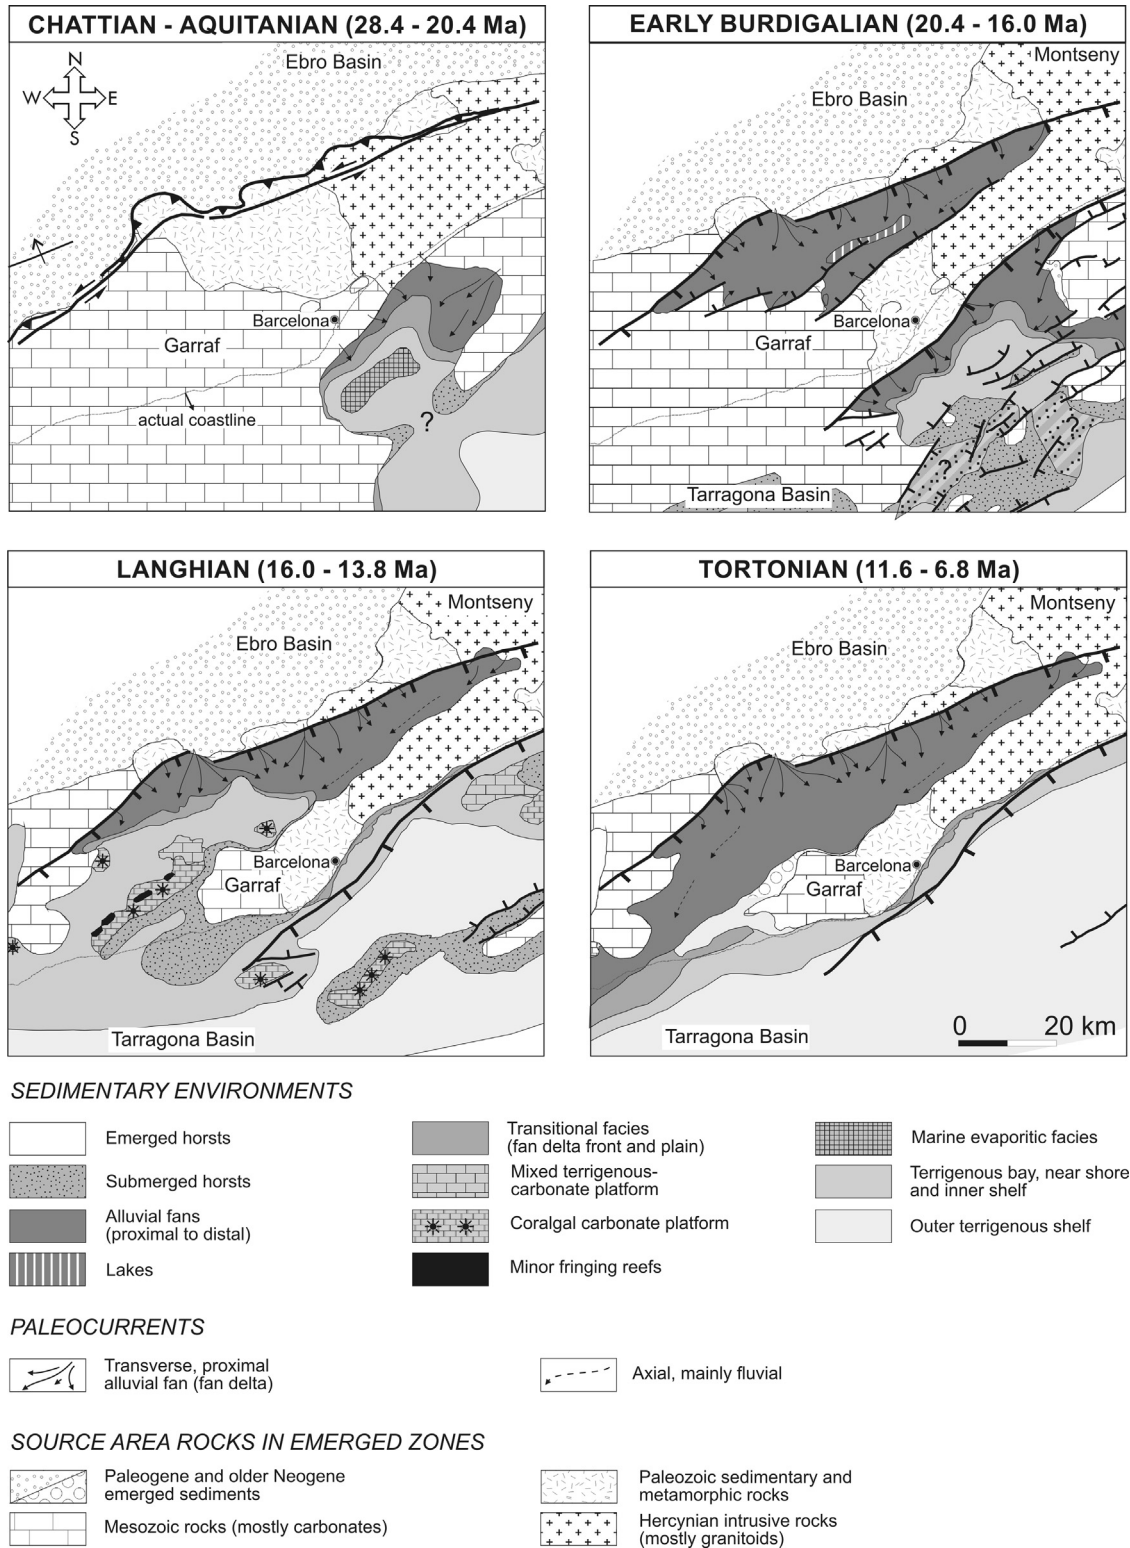 CHATTIAN - AQUITANIAN (28.4 - 20.4 Ma)
Ebro Basin
N
W
E
S
Barcelona
Garraf
actual coastline
?
EARLY BURDIGALIAN (20.4 - 16.0 Ma)
Montseny
Ebro Basin
Barcelona
Garraf
?
?
Tarragona Basin
LANGHIAN (16.0 - 13.8 Ma)
Montseny
Ebro Basin
Barcelona
Garraf
Tarragona Basin
TORTONIAN (11.6 - 6.8 Ma)
Montseny
Ebro Basin
Barcelona
Garraf
0 20 km
Tarragona Basin
SEDIMENTARY ENVIRONMENTS
Emerged horsts
Submerged horsts
Alluvial fans
(proximal to distal)
Lakes
Transitional facies
(fan delta front and plain)
Mixed terrigenous-
carbonate platform
Coralgal carbonate platform
Minor fringing reefs
Marine evaporitic facies
Terrigenous bay, near shore
and inner shelf
Outer terrigenous shelf
PALEOCURRENTS
Transverse, proximal
alluvial fan (fan delta)
Axial, mainly fluvial
SOURCE AREA ROCKS IN EMERGED ZONES
Paleogene and older Neogene
emerged sediments
Mesozoic rocks (mostly carbonates)
Paleozoic sedimentary and
metamorphic rocks
Hercynian intrusive rocks
(mostly granitoids)